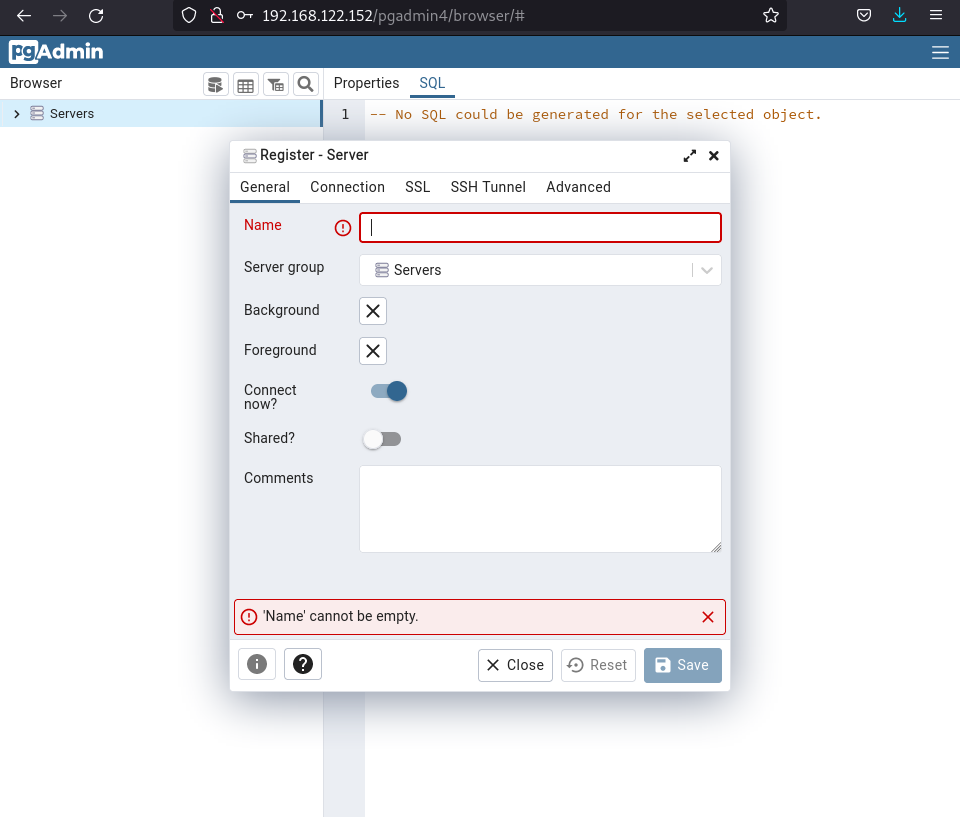 192.168.122.152/pgadmin4/browser/#
pgAdmin
Browser
Properties
SQL
Servers
1
-- No SQL could be generated for the selected object.
Register - Server
General
Connection
SSL
SSH Tunnel
Advanced
Name
Server group
Servers
Background
Foreground
Connect
now?
Shared?
Comments
'Name' cannot be empty.
Close
Reset
Save